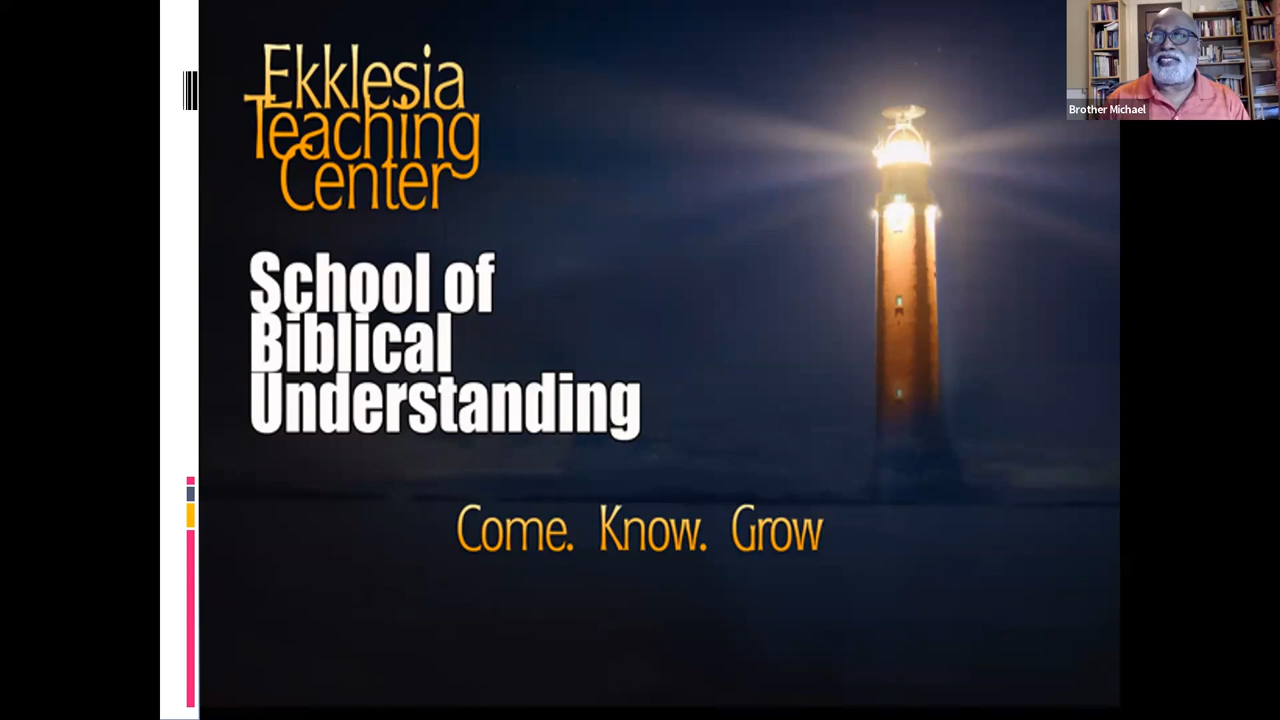 Ekklesia
Teaching
Center
School of
Biblical
Understanding
Come. Know. Grow
Brother Michael